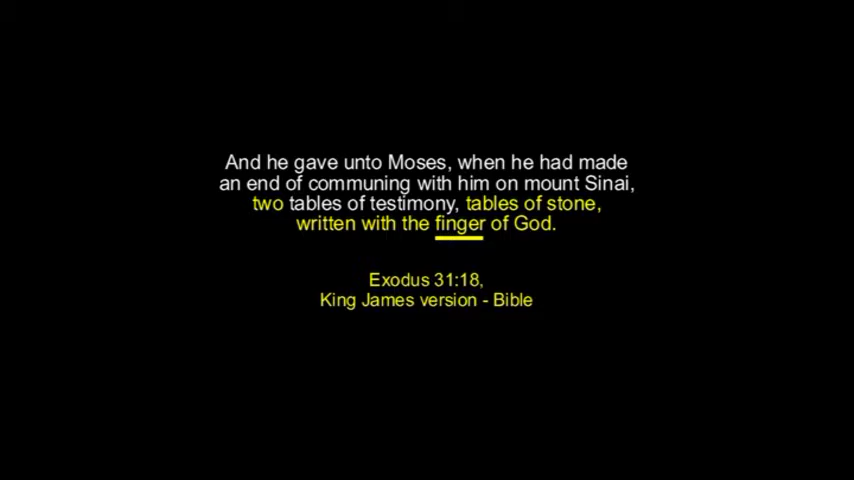 And he gave unto Moses, when he had made
an end of communing with him on mount Sinai,
two tables of testimony, tables of stone,
written with the finger of God.
Exodus 31:18,
King James version - Bible